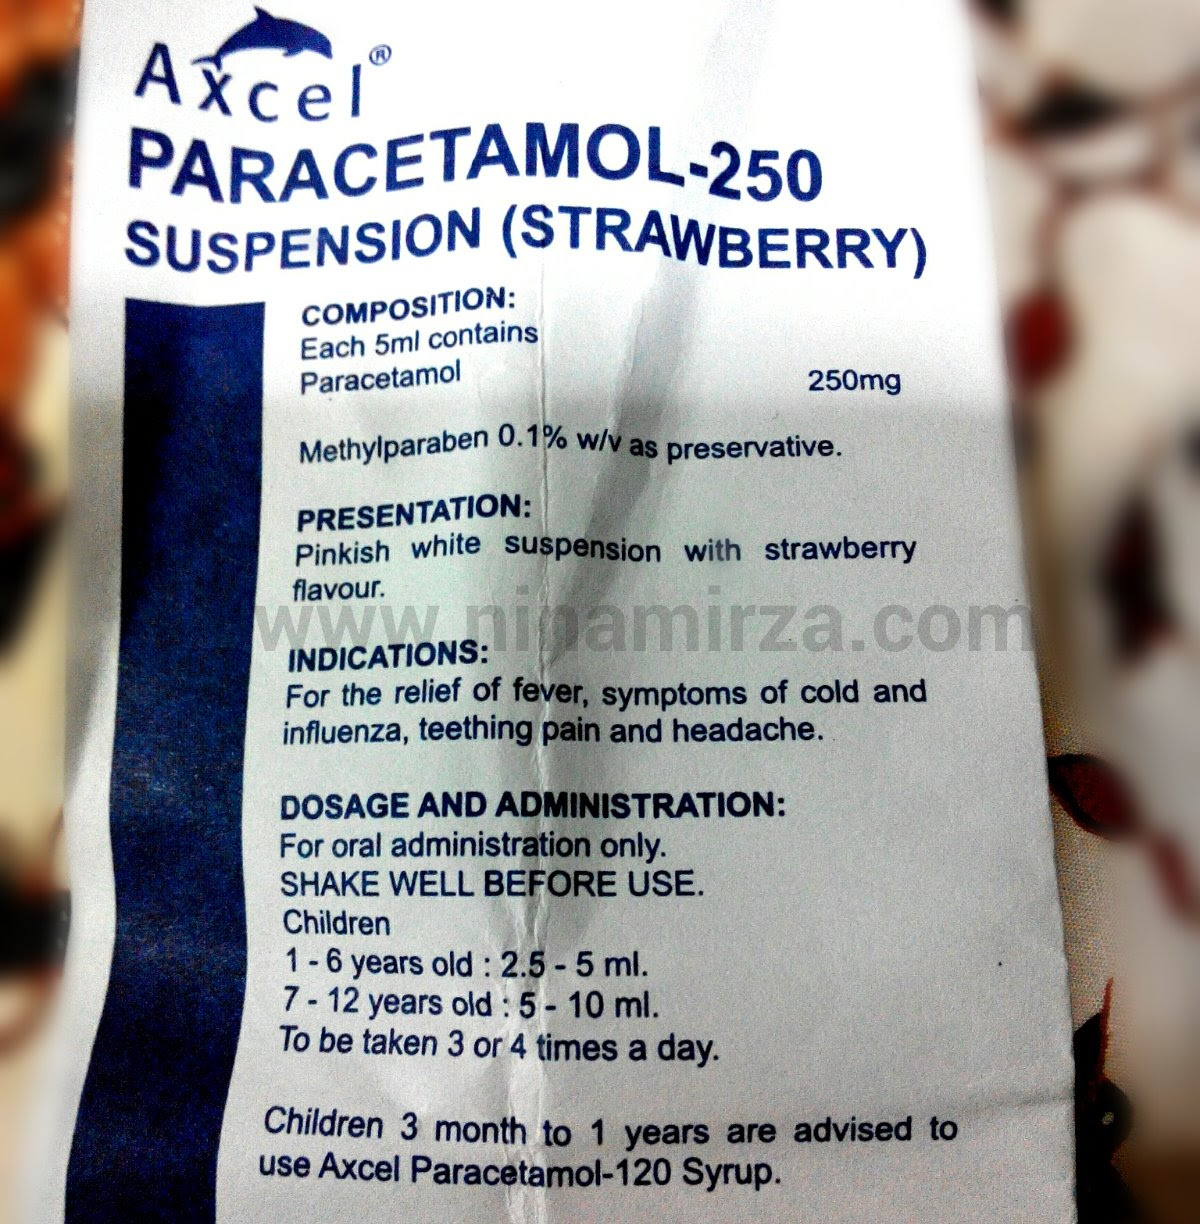 Axcel®
PARACETAMOL-250
SUSPENSION (STRAWBERRY)
COMPOSITION:
Each 5ml contains
Paracetamol 250mg
Methylparaben 0.1% w/v as preservative.
PRESENTATION:
Pinkish white suspension with strawberry
flavour.
www.ninamirza.com
INDICATIONS:
For the relief of fever, symptoms of cold and
influenza, teething pain and headache.
DOSAGE AND ADMINISTRATION:
For oral administration only.
SHAKE WELL BEFORE USE.
Children
1 - 6 years old : 2.5 - 5 ml.
7 - 12 years old : 5 - 10 ml.
To be taken 3 or 4 times a day.
Children 3 month to 1 years are advised to
use Axcel Paracetamol-120 Syrup.